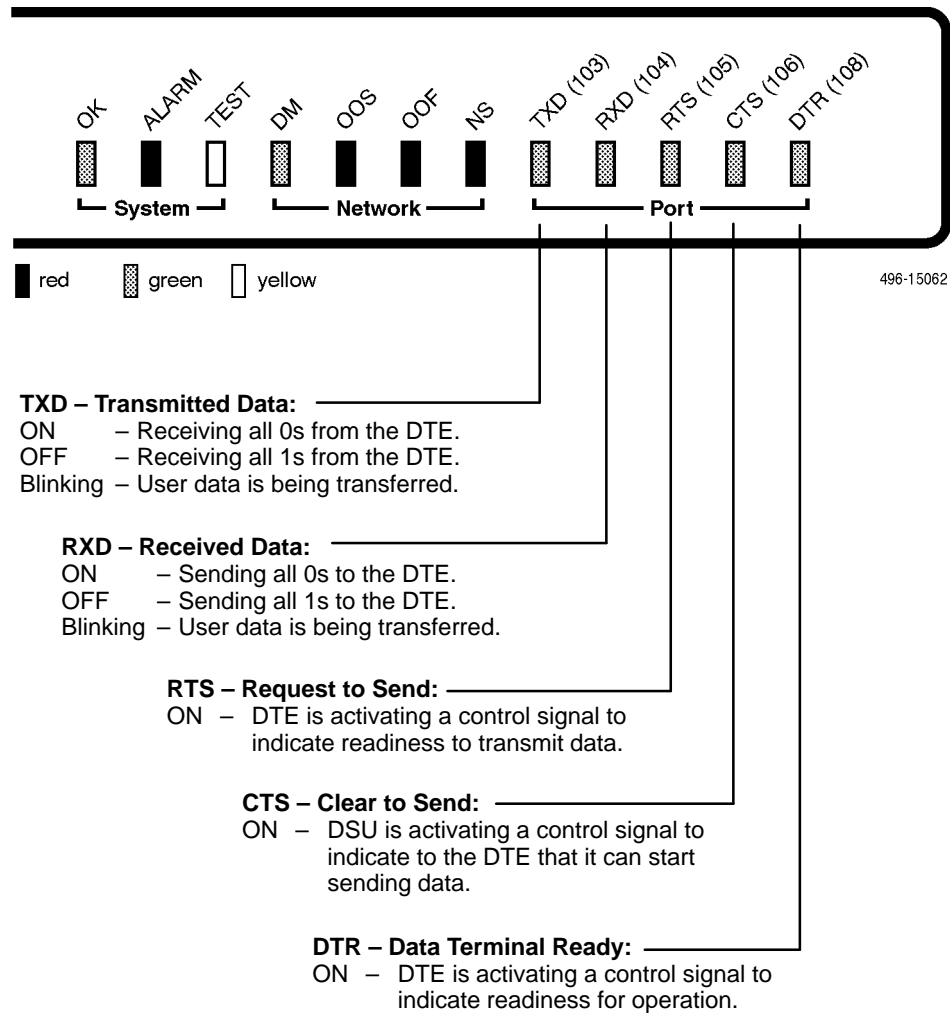 OK ALARM TEST DM OOS OOF NS TXD (103) RXD (104) RTS (105) CTS (106) DTR (108)
System Network Port
red green yellow 496-15062
TXD – Transmitted Data:
ON – Receiving all 0s from the DTE.
OFF – Receiving all 1s from the DTE.
Blinking – User data is being transferred.
RXD – Received Data:
ON – Sending all 0s to the DTE.
OFF – Sending all 1s to the DTE.
Blinking – User data is being transferred.
RTS – Request to Send:
ON – DTE is activating a control signal to
indicate readiness to transmit data.
CTS – Clear to Send:
ON – DSU is activating a control signal to
indicate to the DTE that it can start
sending data.
DTR – Data Terminal Ready:
ON – DTE is activating a control signal to
indicate readiness for operation.